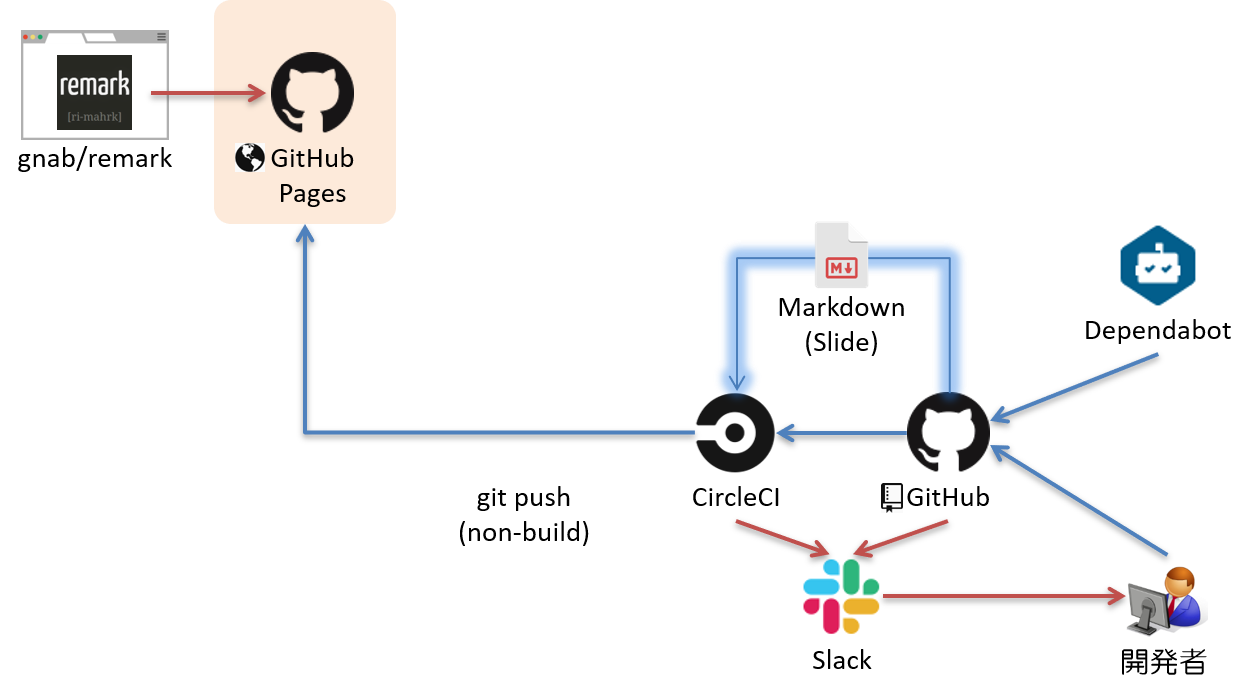 remark
[ri-mahrk]
gnab/remark
GitHub
Pages
M
Markdown
(Slide)
Dependabot
git push
(non-build)
CircleCI
GitHub
Slack
開発者